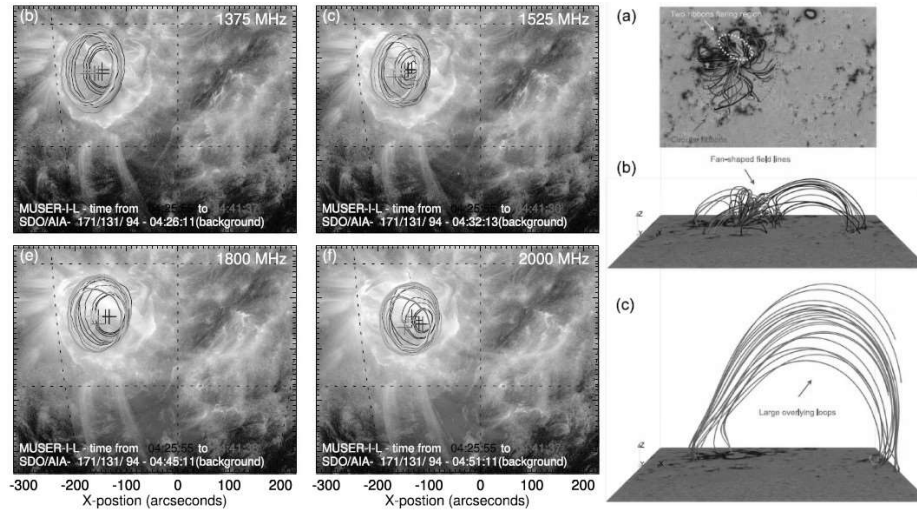 (b) 1375 MHz
MUSER-I-L - time from 04:25:55 to 04:41:37
SDO/AIA- 171/131/ 94 - 04:26:11(background)
(c) 1525 MHz
MUSER-I-L - time from 04:25:55 to
SDO/AIA- 171/131/ 94 - 04:32:13(background)
(e) 1800 MHz
MUSER-I-L - time from 04:25:55 to
SDO/AIA- 171/131/ 94 - 04:45:11(background)
-300 -200 -100 0 100 200
X-postion (arcseconds)
(f) 2000 MHz
MUSER-I-L - time from 04:25:55 to
SDO/AIA- 171/131/ 94 - 04:51:11(background)
-300 -200 -100 0 100 200
X-postion (arcseconds)
(a)
Two ribbons flaring region
Fan-shaped field lines
(b)
(c)
Large overlying loops